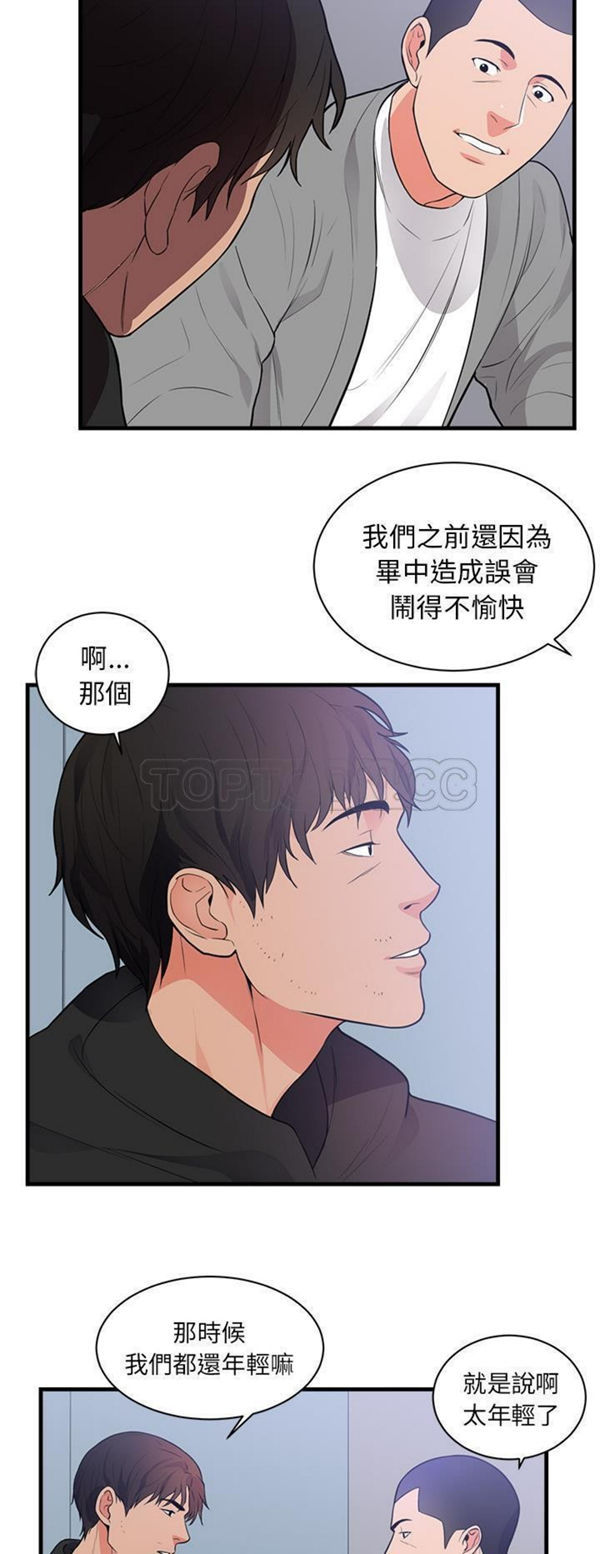 我們之前還因為
畢中造成誤會
鬧得不愉快
啊...
那個
那時候
我們都還年輕嘛
就是說啊
太年輕了